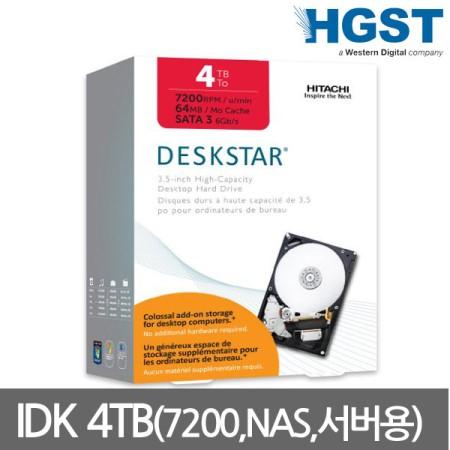 HGST
a Western Digital company
4 TB
To
7200RPM / u/min
64MB / Mo Cache
SATA 3 6Gb/s
HITACHI
Inspire the Next
DESKSTAR®
3.5-inch High-Capacity
Desktop Hard Drive
Disques durs à haute capacité de 3,5
po pour ordinateurs de bureau
Colossal add-on storage
for desktop computers.*
No additional hardware required.
Un généreux espace de
stockage supplémentaire pour
les ordinateurs de bureau.*
Aucun matériel supplémentaire requis.
IDK 4TB(7200,NAS,서버용)